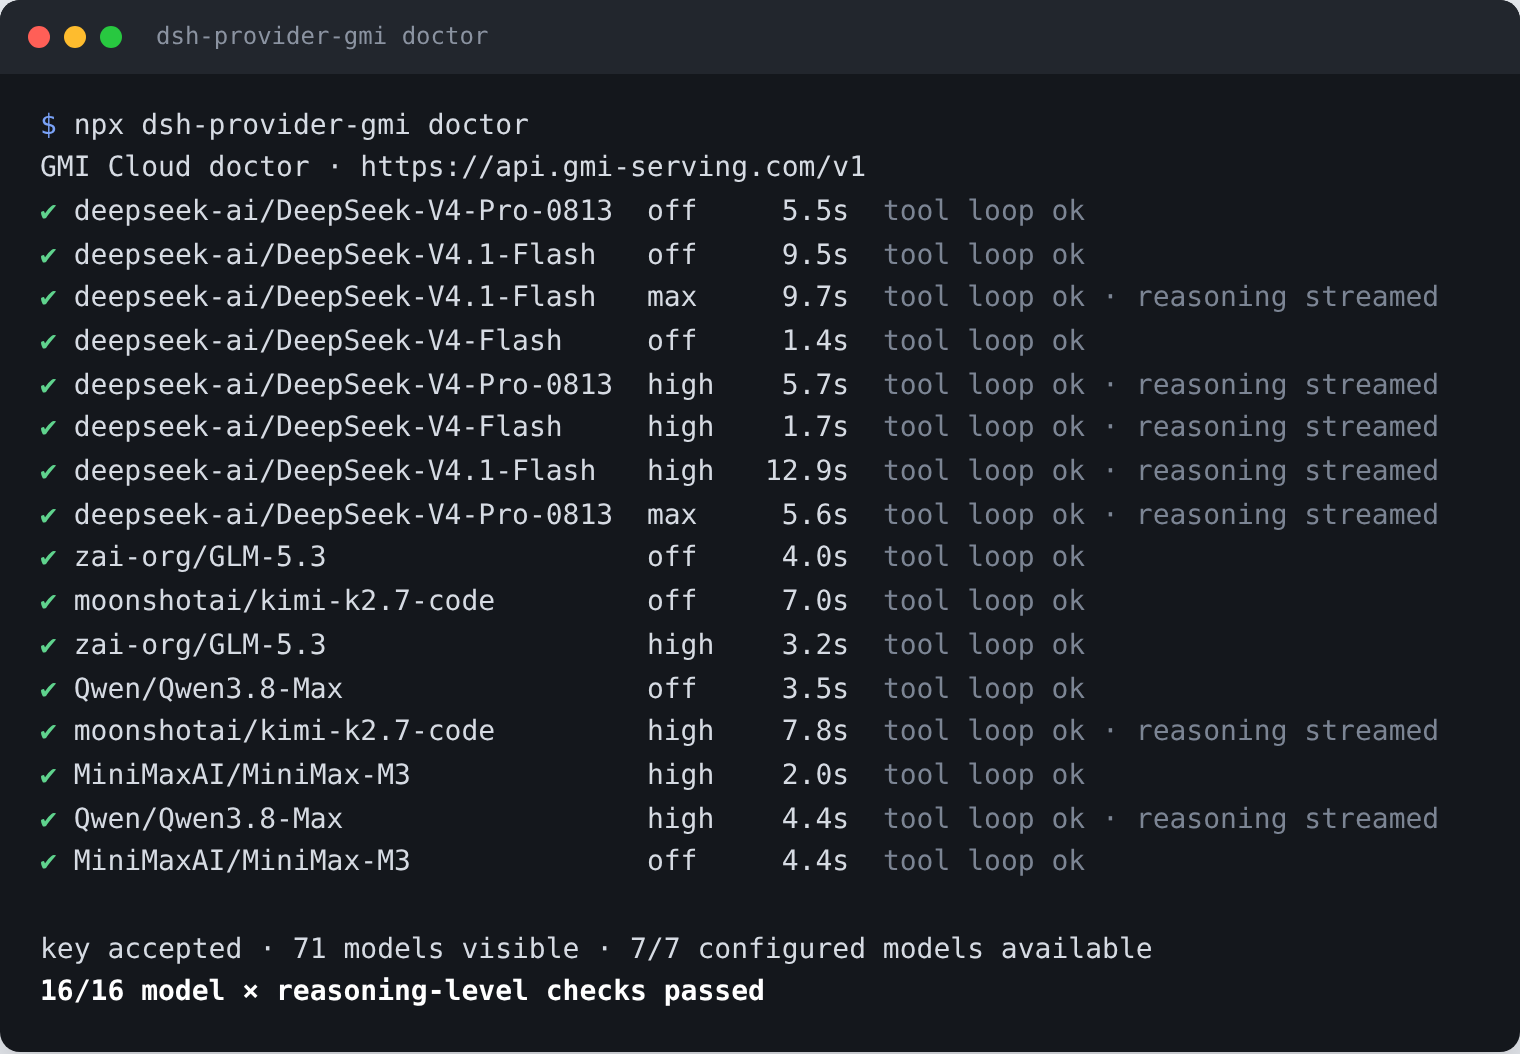 dsh-provider-gmi doctor
$ npx dsh-provider-gmi doctor
GMI Cloud doctor · https://api.gmi-serving.com/v1
✔ deepseek-ai/DeepSeek-V4-Pro-0813 off 5.5s tool loop ok
✔ deepseek-ai/DeepSeek-V4.1-Flash off 9.5s tool loop ok
✔ deepseek-ai/DeepSeek-V4.1-Flash max 9.7s tool loop ok · reasoning streamed
✔ deepseek-ai/DeepSeek-V4-Flash off 1.4s tool loop ok
✔ deepseek-ai/DeepSeek-V4-Pro-0813 high 5.7s tool loop ok · reasoning streamed
✔ deepseek-ai/DeepSeek-V4-Flash high 1.7s tool loop ok · reasoning streamed
✔ deepseek-ai/DeepSeek-V4.1-Flash high 12.9s tool loop ok · reasoning streamed
✔ deepseek-ai/DeepSeek-V4-Pro-0813 max 5.6s tool loop ok · reasoning streamed
✔ zai-org/GLM-5.3 off 4.0s tool loop ok
✔ moonshotai/kimi-k2.7-code off 7.0s tool loop ok
✔ zai-org/GLM-5.3 high 3.2s tool loop ok
✔ Qwen/Qwen3.8-Max off 3.5s tool loop ok
✔ moonshotai/kimi-k2.7-code high 7.8s tool loop ok · reasoning streamed
✔ MiniMaxAI/MiniMax-M3 high 2.0s tool loop ok
✔ Qwen/Qwen3.8-Max high 4.4s tool loop ok · reasoning streamed
✔ MiniMaxAI/MiniMax-M3 off 4.4s tool loop ok
key accepted · 71 models visible · 7/7 configured models available
16/16 model × reasoning-level checks passed